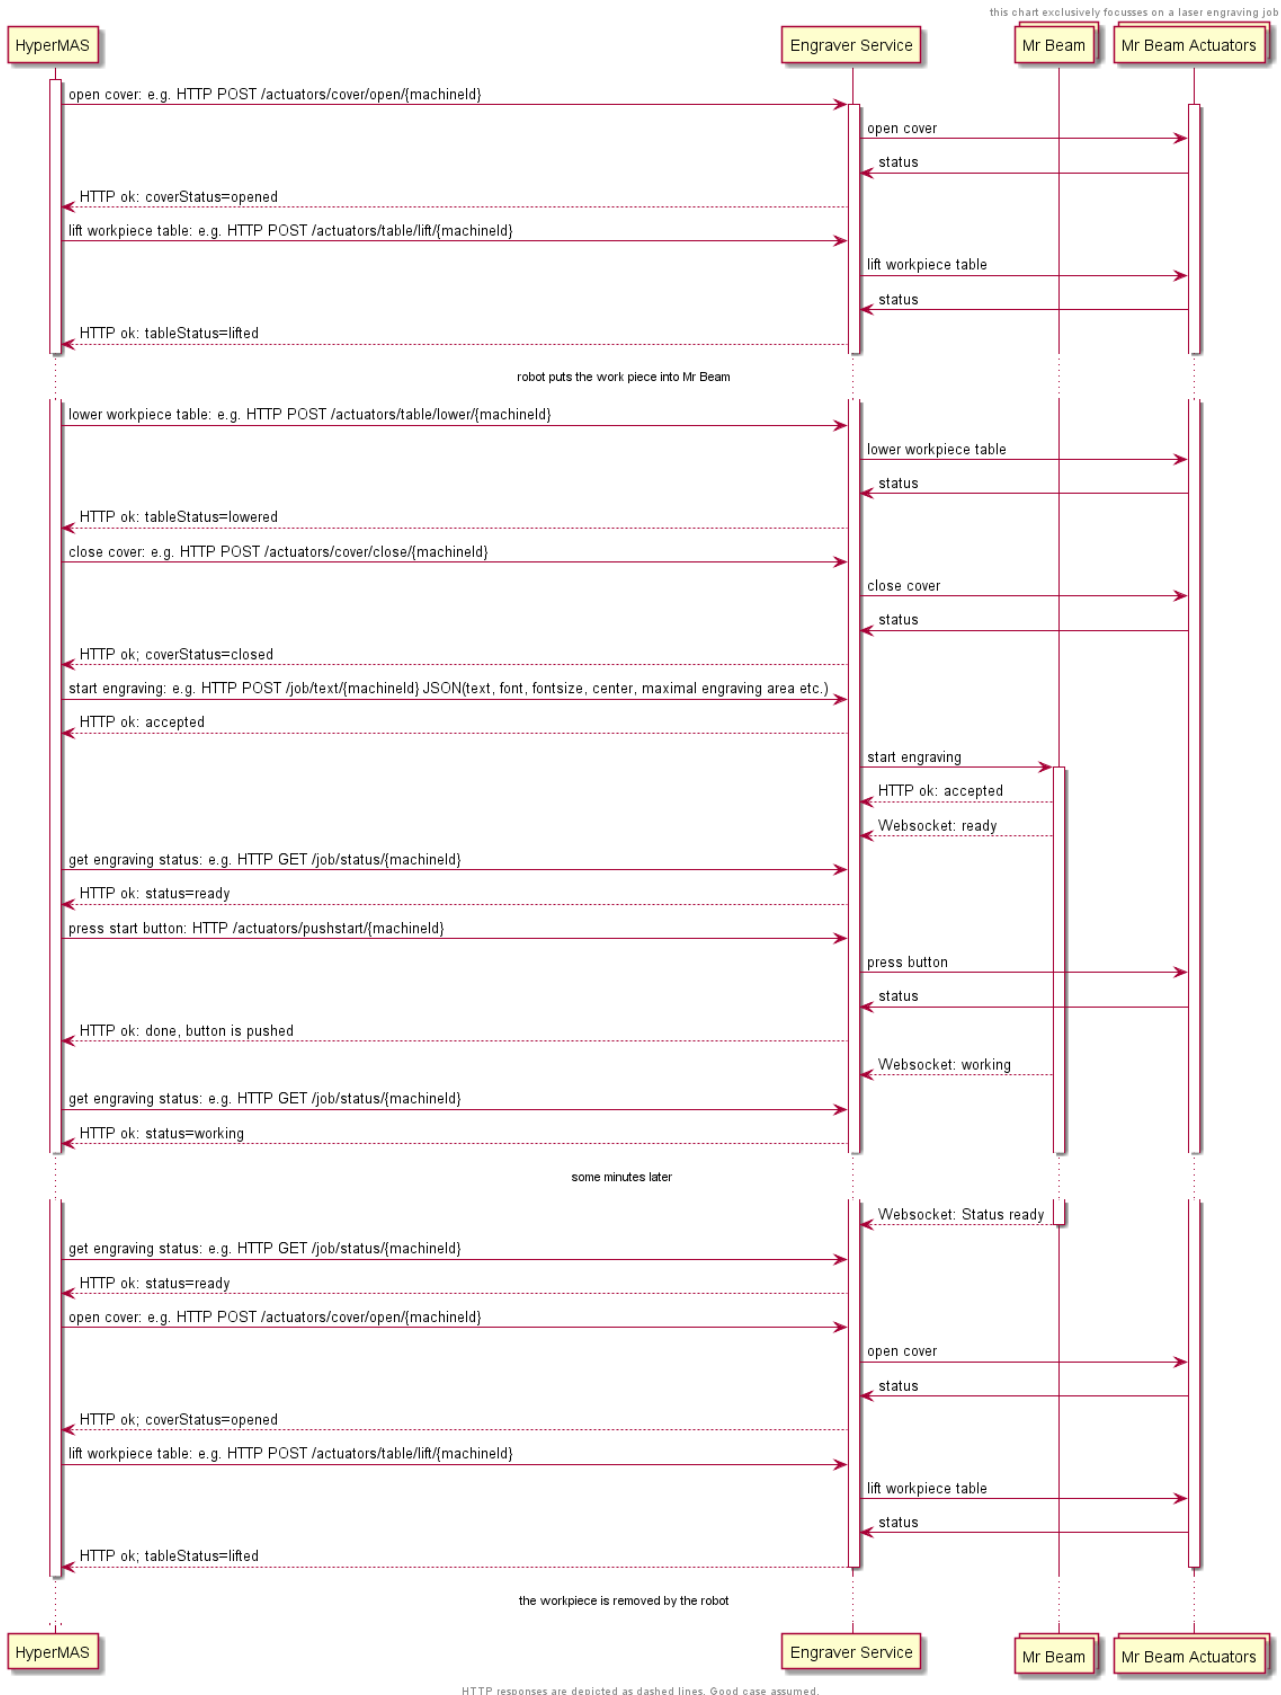 this chart exclusively focusses on a laser engraving job
HyperMAS
Engraver Service
Mr Beam
Mr Beam Actuators
open cover: e.g. HTTP POST /actuators/cover/open/{machineId}
open cover
status
HTTP ok: coverStatus=opened
lift workpiece table: e.g. HTTP POST /actuators/table/lift/{machineId}
lift workpiece table
status
HTTP ok: tableStatus=lifted
robot puts the work piece into Mr Beam
lower workpiece table: e.g. HTTP POST /actuators/table/lower/{machineId}
lower workpiece table
status
HTTP ok: tableStatus=lowered
close cover: e.g. HTTP POST /actuators/cover/close/{machineId}
close cover
status
HTTP ok; coverStatus=closed
start engraving: e.g. HTTP POST /job/text/{machineId} JSON(text, font, fontsize, center, maximal engraving area etc.)
HTTP ok: accepted
start engraving
HTTP ok: accepted
Websocket: ready
get engraving status: e.g. HTTP GET /job/status/{machineId}
HTTP ok: status=ready
press start button: HTTP /actuators/pushstart/{machineId}
press button
status
HTTP ok: done, button is pushed
Websocket: working
get engraving status: e.g. HTTP GET /job/status/{machineId}
HTTP ok: status=working
some minutes later
Websocket: Status ready
get engraving status: e.g. HTTP GET /job/status/{machineId}
HTTP ok: status=ready
open cover: e.g. HTTP POST /actuators/cover/open/{machineId}
open cover
status
HTTP ok; coverStatus=opened
lift workpiece table: e.g. HTTP POST /actuators/table/lift/{machineId}
lift workpiece table
status
HTTP ok; tableStatus=lifted
the workpiece is removed by the robot
HyperMAS
Engraver Service
Mr Beam
Mr Beam Actuators
HTTP responses are depicted as dashed lines. Good case assumed.